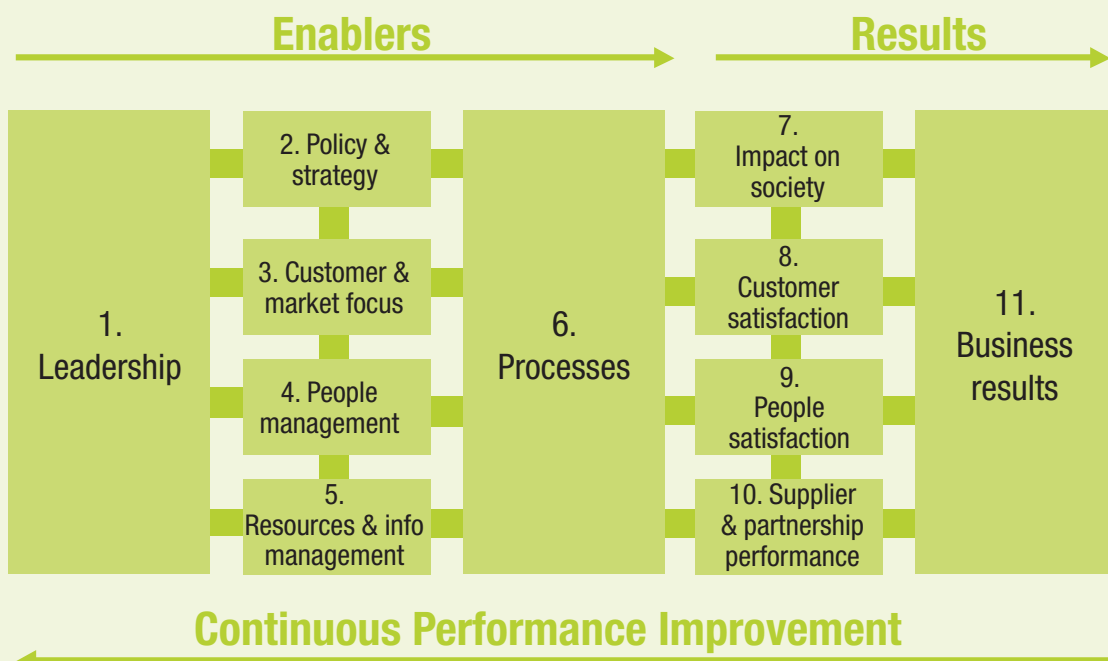 Enablers
Results
1.
Leadership
2. Policy &
strategy
3. Customer &
market focus
4. People
management
5.
Resources & info
management
6.
Processes
7.
Impact on
society
8.
Customer
satisfaction
9.
People
satisfaction
10. Supplier
& partnership
performance
11.
Business
results
Continuous Performance Improvement